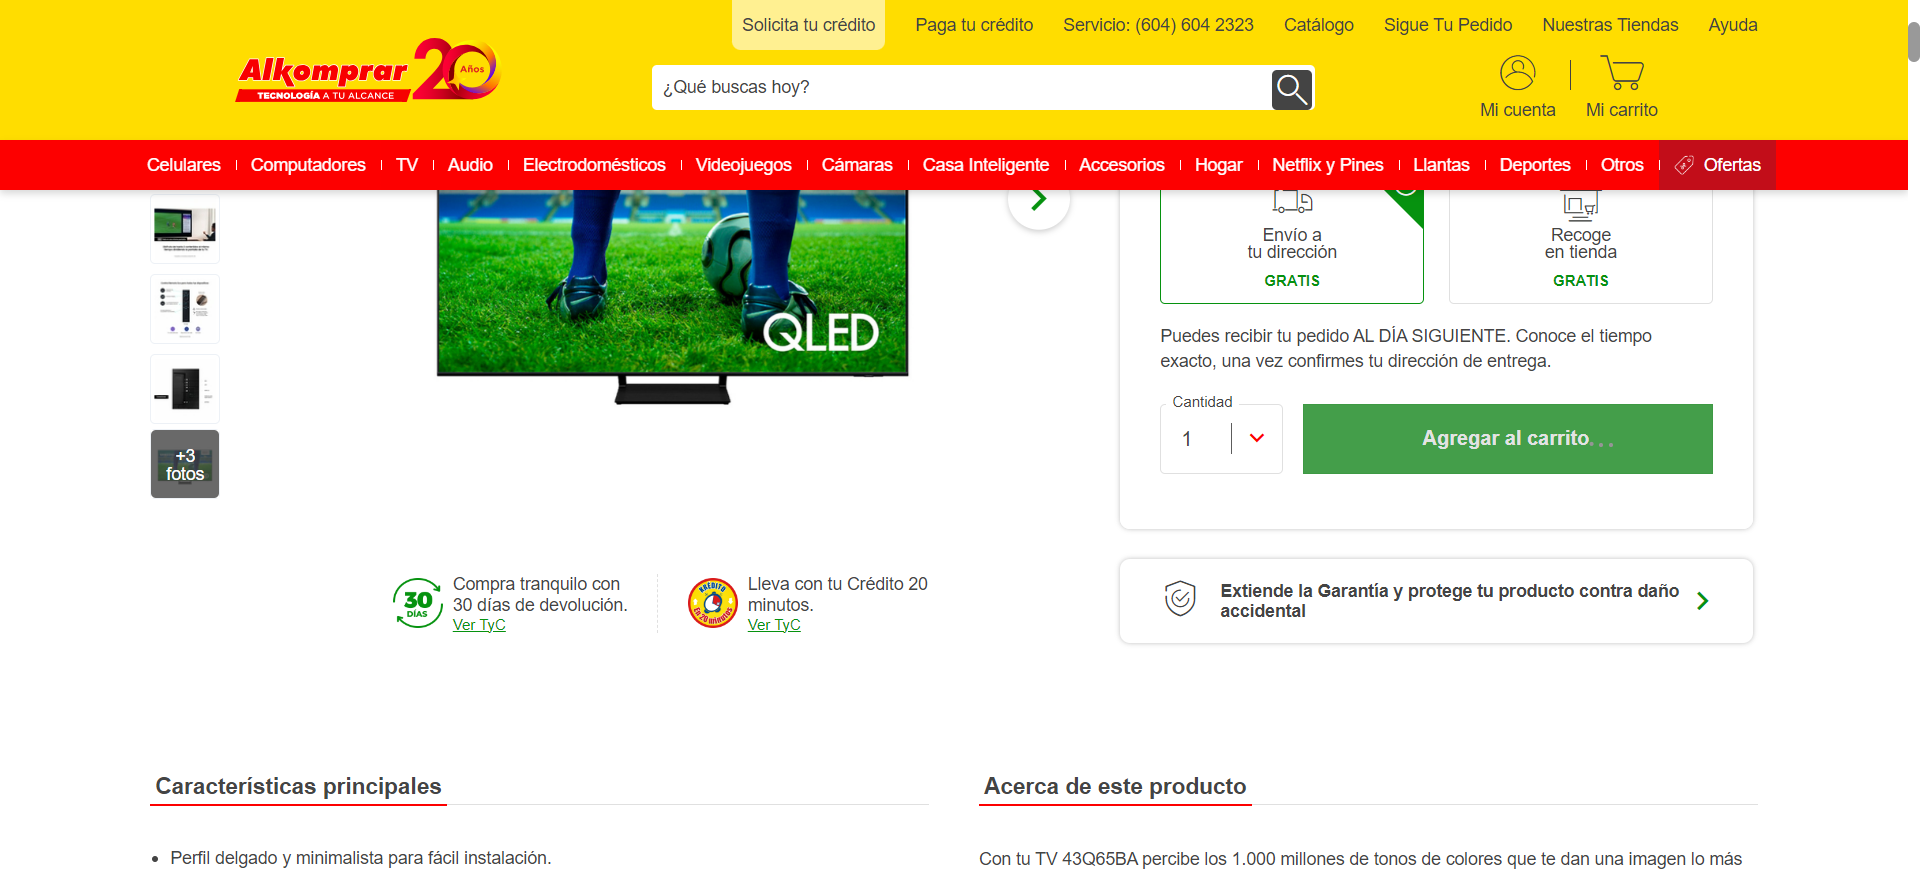 Solicita tu crédito
Paga tu crédito
Servicio: (604) 604 2323
Catálogo
Sigue Tu Pedido
Nuestras Tiendas
Ayuda
Alkomprar 20 Años
TECNOLOGÍA A TU ALCANCE
¿Qué buscas hoy?
Mi cuenta
Mi carrito
Celulares
Computadores
TV
Audio
Electrodomésticos
Videojuegos
Cámaras
Casa Inteligente
Accesorios
Hogar
Netflix y Pines
Llantas
Deportes
Otros
Ofertas
QLED
+3
fotos
Envío a
tu dirección
GRATIS
Recoge
en tienda
GRATIS
Puedes recibir tu pedido AL DÍA SIGUIENTE. Conoce el tiempo
exacto, una vez confirmes tu dirección de entrega.
Cantidad
1
Agregar al carrito...
30
DÍAS
Compra tranquilo con
30 días de devolución.
Ver TyC
KRÉDITO
En 20 minutos
Lleva con tu Crédito 20
minutos.
Ver TyC
Extiende la Garantía y protege tu producto contra daño
accidental
Características principales
• Perfil delgado y minimalista para fácil instalación.
Acerca de este producto
Con tu TV 43Q65BA percibe los 1.000 millones de tonos de colores que te dan una imagen lo más